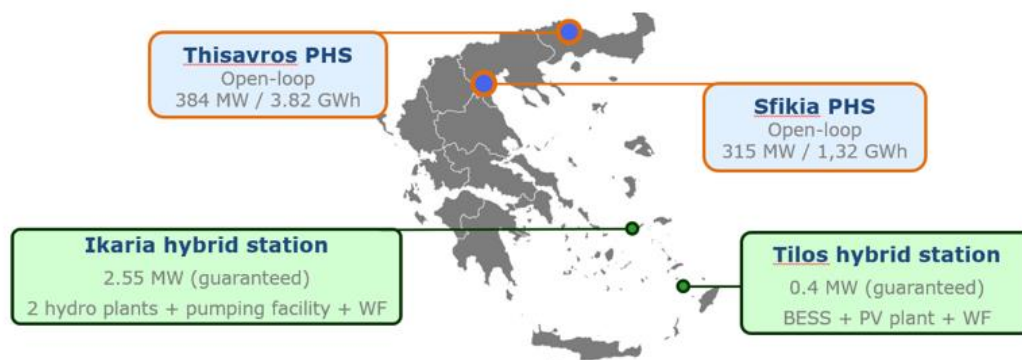 Thisavros PHS
Open-loop
384 MW / 3.82 GWh
Sfikia PHS
Open-loop
315 MW / 1,32 GWh
Ikaria hybrid station
2.55 MW (guaranteed)
2 hydro plants + pumping facility + WF
Tilos hybrid station
0.4 MW (guaranteed)
BESS + PV plant + WF